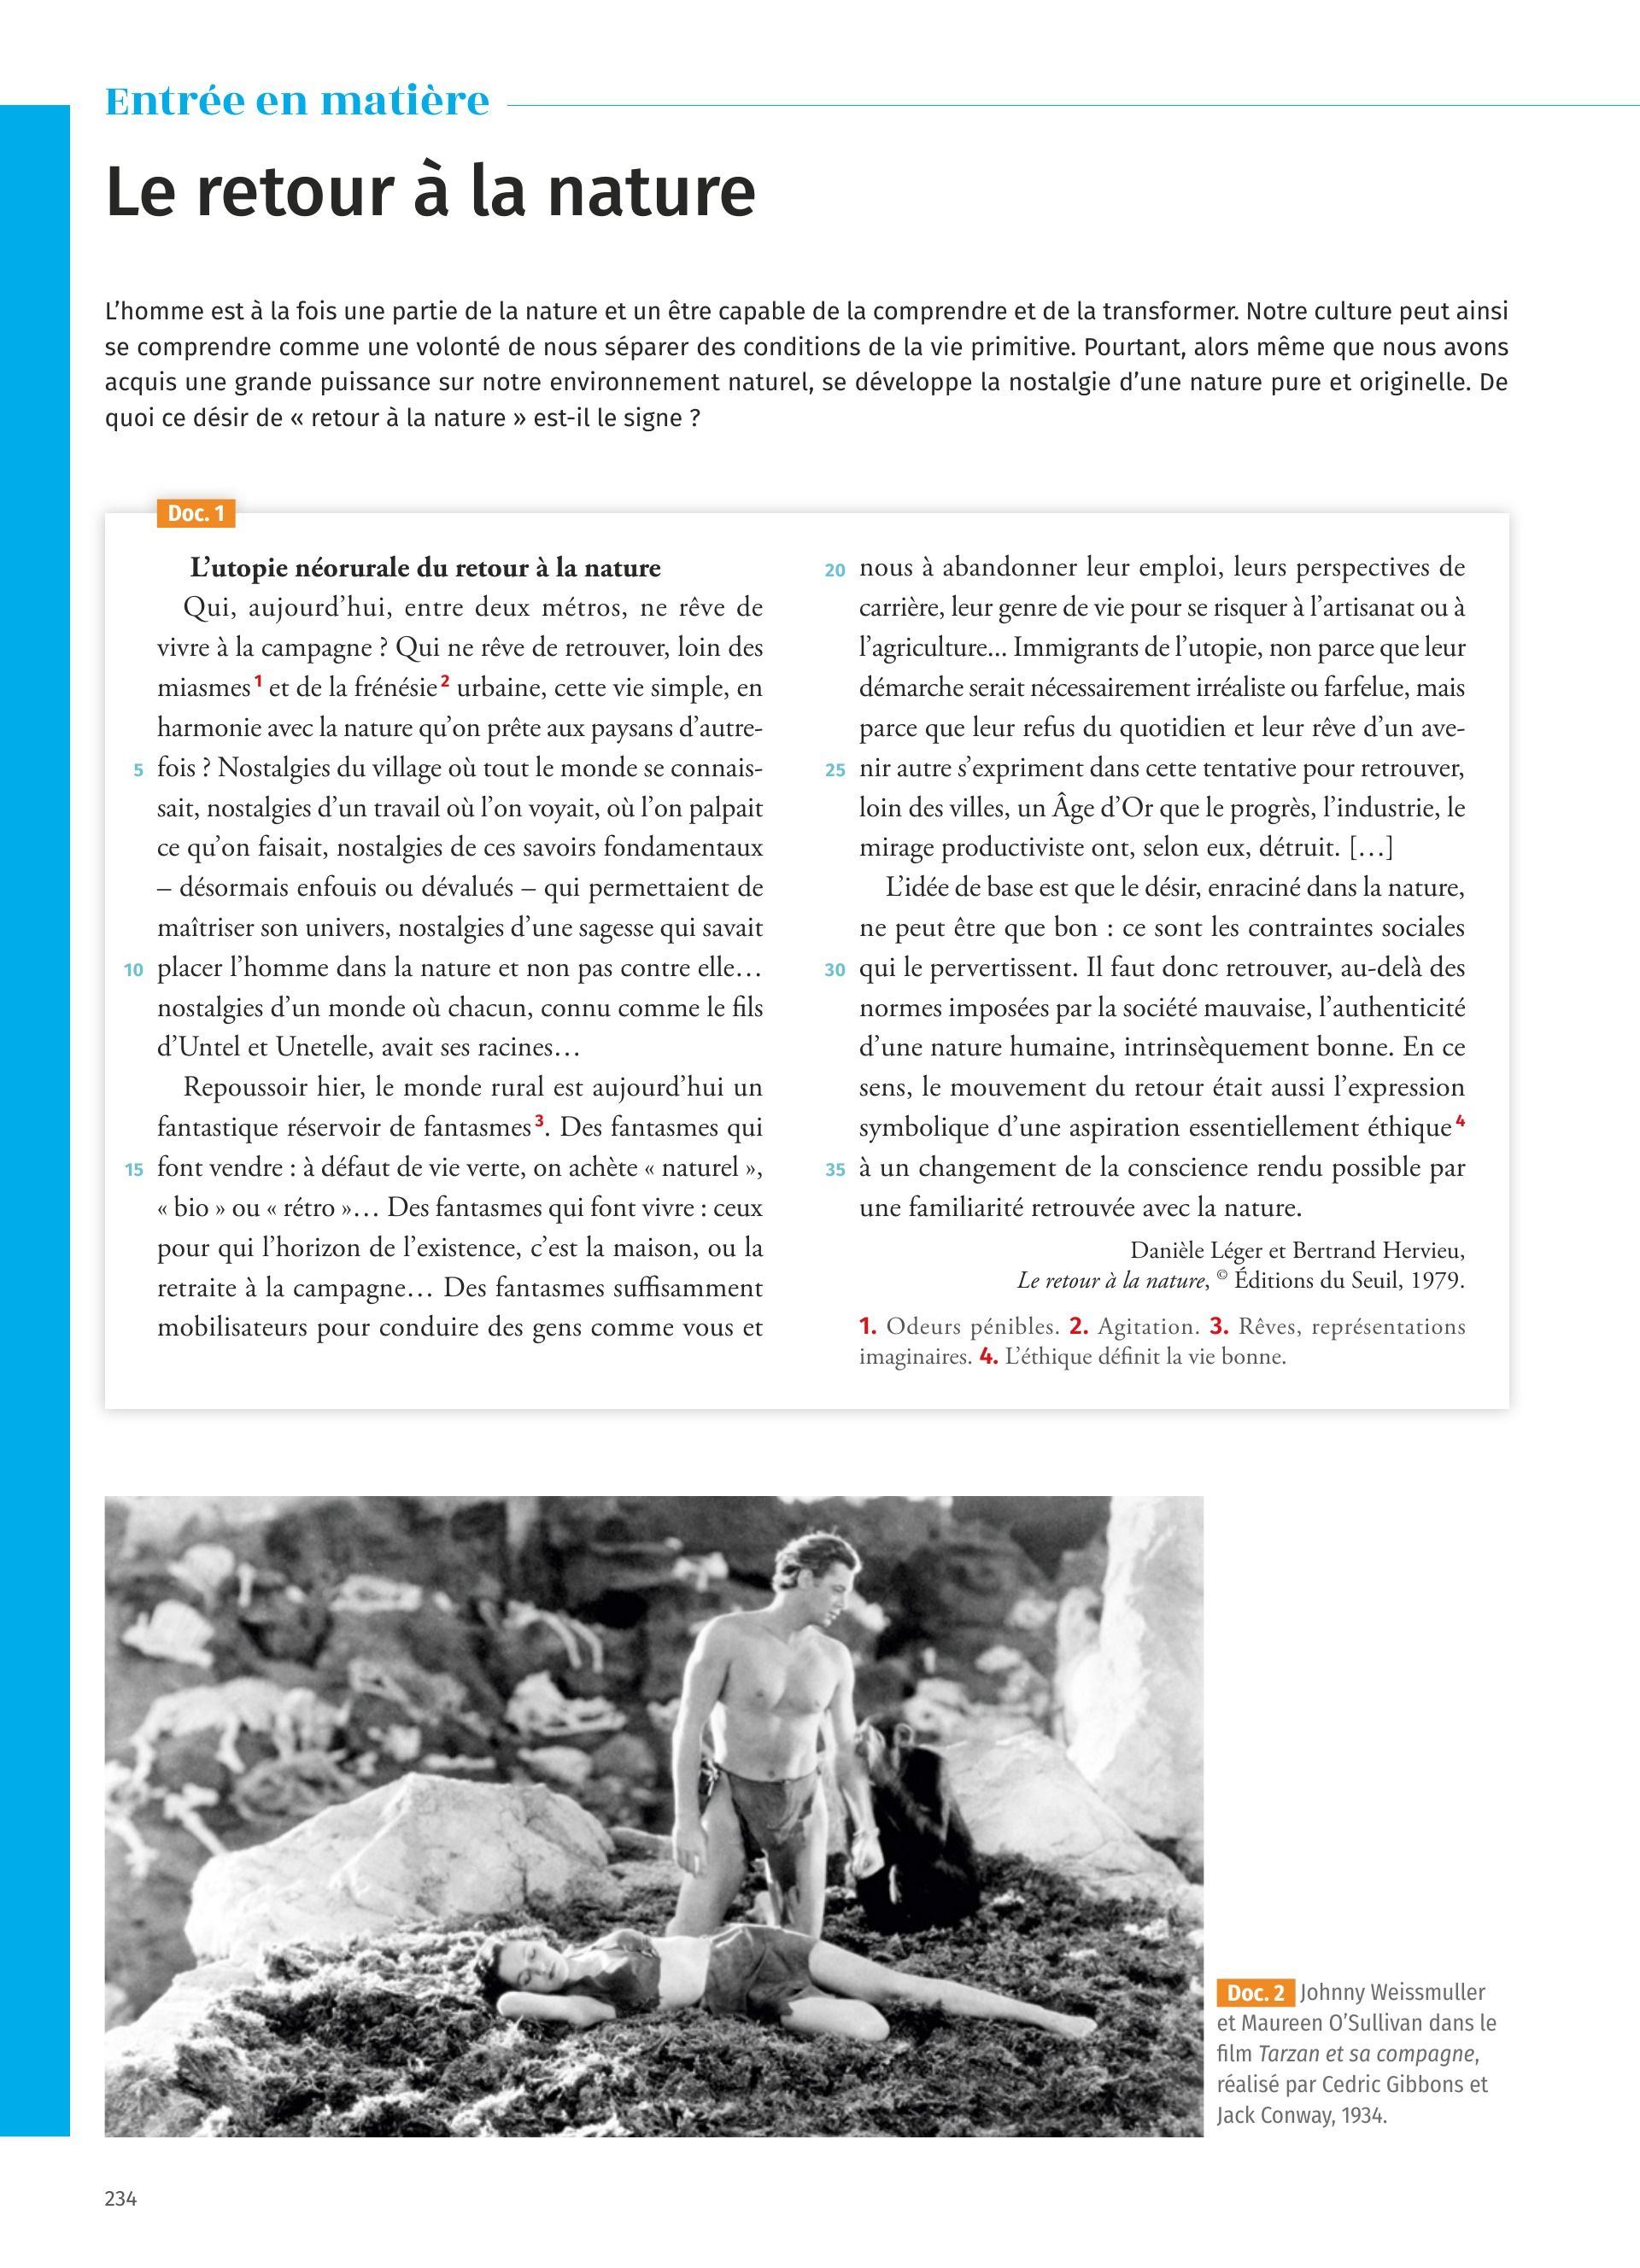 Entrée en matière
Le retour à la nature
L’homme est à la fois une partie de la nature et un être capable de la comprendre et de la transformer. Notre culture peut ainsi
se comprendre comme une volonté de nous séparer des conditions de la vie primitive. Pourtant, alors même que nous avons
acquis une grande puissance sur notre environnement naturel, se développe la nostalgie d’une nature pure et originelle. De
quoi ce désir de « retour à la nature » est-il le signe ?
Doc. 1
L’utopie néorurale du retour à la nature
Qui, aujourd’hui, entre deux métros, ne rêve de
vivre à la campagne ? Qui ne rêve de retrouver, loin des
miasmes1 et de la frénésie2 urbaine, cette vie simple, en
harmonie avec la nature qu’on prête aux paysans d’autre-
5 fois ? Nostalgies du village où tout le monde se connais-
sait, nostalgies d’un travail où l’on voyait, où l’on palpait
ce qu’on faisait, nostalgies de ces savoirs fondamentaux
– désormais enfouis ou dévalués – qui permettaient de
maîtriser son univers, nostalgies d’une sagesse qui savait
10 placer l’homme dans la nature et non pas contre elle…
nostalgies d’un monde où chacun, connu comme le fils
d’Untel et Unetelle, avait ses racines…
Repoussoir hier, le monde rural est aujourd’hui un
fantastique réservoir de fantasmes3. Des fantasmes qui
15 font vendre : à défaut de vie verte, on achète « naturel »,
« bio » ou « rétro »… Des fantasmes qui font vivre : ceux
pour qui l’horizon de l’existence, c’est la maison, ou la
retraite à la campagne… Des fantasmes suffisamment
mobilisateurs pour conduire des gens comme vous et
20 nous à abandonner leur emploi, leurs perspectives de
carrière, leur genre de vie pour se risquer à l’artisanat ou à
l’agriculture... Immigrants de l’utopie, non parce que leur
démarche serait nécessairement irréaliste ou farfelue, mais
parce que leur refus du quotidien et leur rêve d’un ave-
25 nir autre s’expriment dans cette tentative pour retrouver,
loin des villes, un Âge d’Or que le progrès, l’industrie, le
mirage productiviste ont, selon eux, détruit. […]
L’idée de base est que le désir, enraciné dans la nature,
ne peut être que bon : ce sont les contraintes sociales
30 qui le pervertissent. Il faut donc retrouver, au-delà des
normes imposées par la société mauvaise, l’authenticité
d’une nature humaine, intrinsèquement bonne. En ce
sens, le mouvement du retour était aussi l’expression
symbolique d’une aspiration essentiellement éthique4
35 à un changement de la conscience rendu possible par
une familiarité retrouvée avec la nature.
Danièle Léger et Bertrand Hervieu,
Le retour à la nature, © Éditions du Seuil, 1979.
1. Odeurs pénibles. 2. Agitation. 3. Rêves, représentations
imaginaires. 4. L’éthique définit la vie bonne.
Doc. 2 Johnny Weissmuller
et Maureen O’Sullivan dans le
film Tarzan et sa compagne,
réalisé par Cedric Gibbons et
Jack Conway, 1934.
234